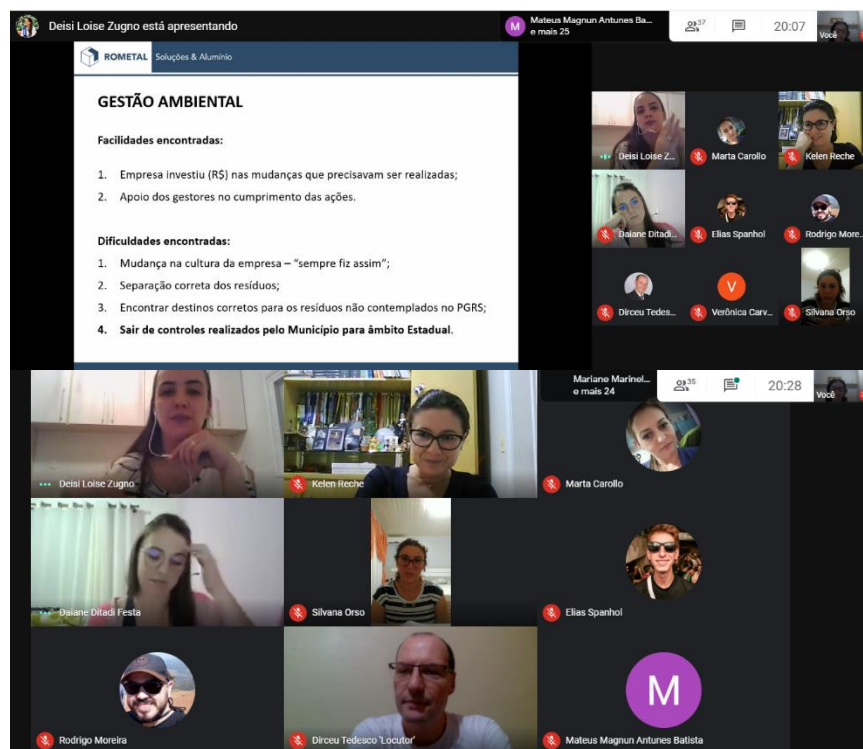 Deisi Loise Zugno está apresentando
M
Mateus Magnun Antunes Ba...
e mais 25
37
20:07
Você
ROMETAL
Soluções & Alumínio
GESTÃO AMBIENTAL
Facilidades encontradas:
1. Empresa investiu (R$) nas mudanças que precisavam ser realizadas;
2. Apoio dos gestores no cumprimento das ações.
Dificuldades encontradas:
1. Mudança na cultura da empresa – “sempre fiz assim”;
2. Separação correta dos resíduos;
3. Encontrar destinos corretos para os resíduos não contemplados no PGRS;
4. Sair de controles realizados pelo Município para âmbito Estadual.
Deisi Loise Z...
Marta Carollo
Kelen Reche
Daiane Ditadi...
Elias Spanhol
Rodrigo More...
Dirceu Tedes...
V
Verônica Carv...
Silvana Orso
Mariane Marinel...
e mais 24
35
20:28
Você
Deisi Loise Zugno
Kelen Reche
Marta Carollo
Daiane Ditadi Festa
Silvana Orso
Elias Spanhol
Rodrigo Moreira
Dirceu Tedesco 'Locutor'
M
Mateus Magnun Antunes Batista